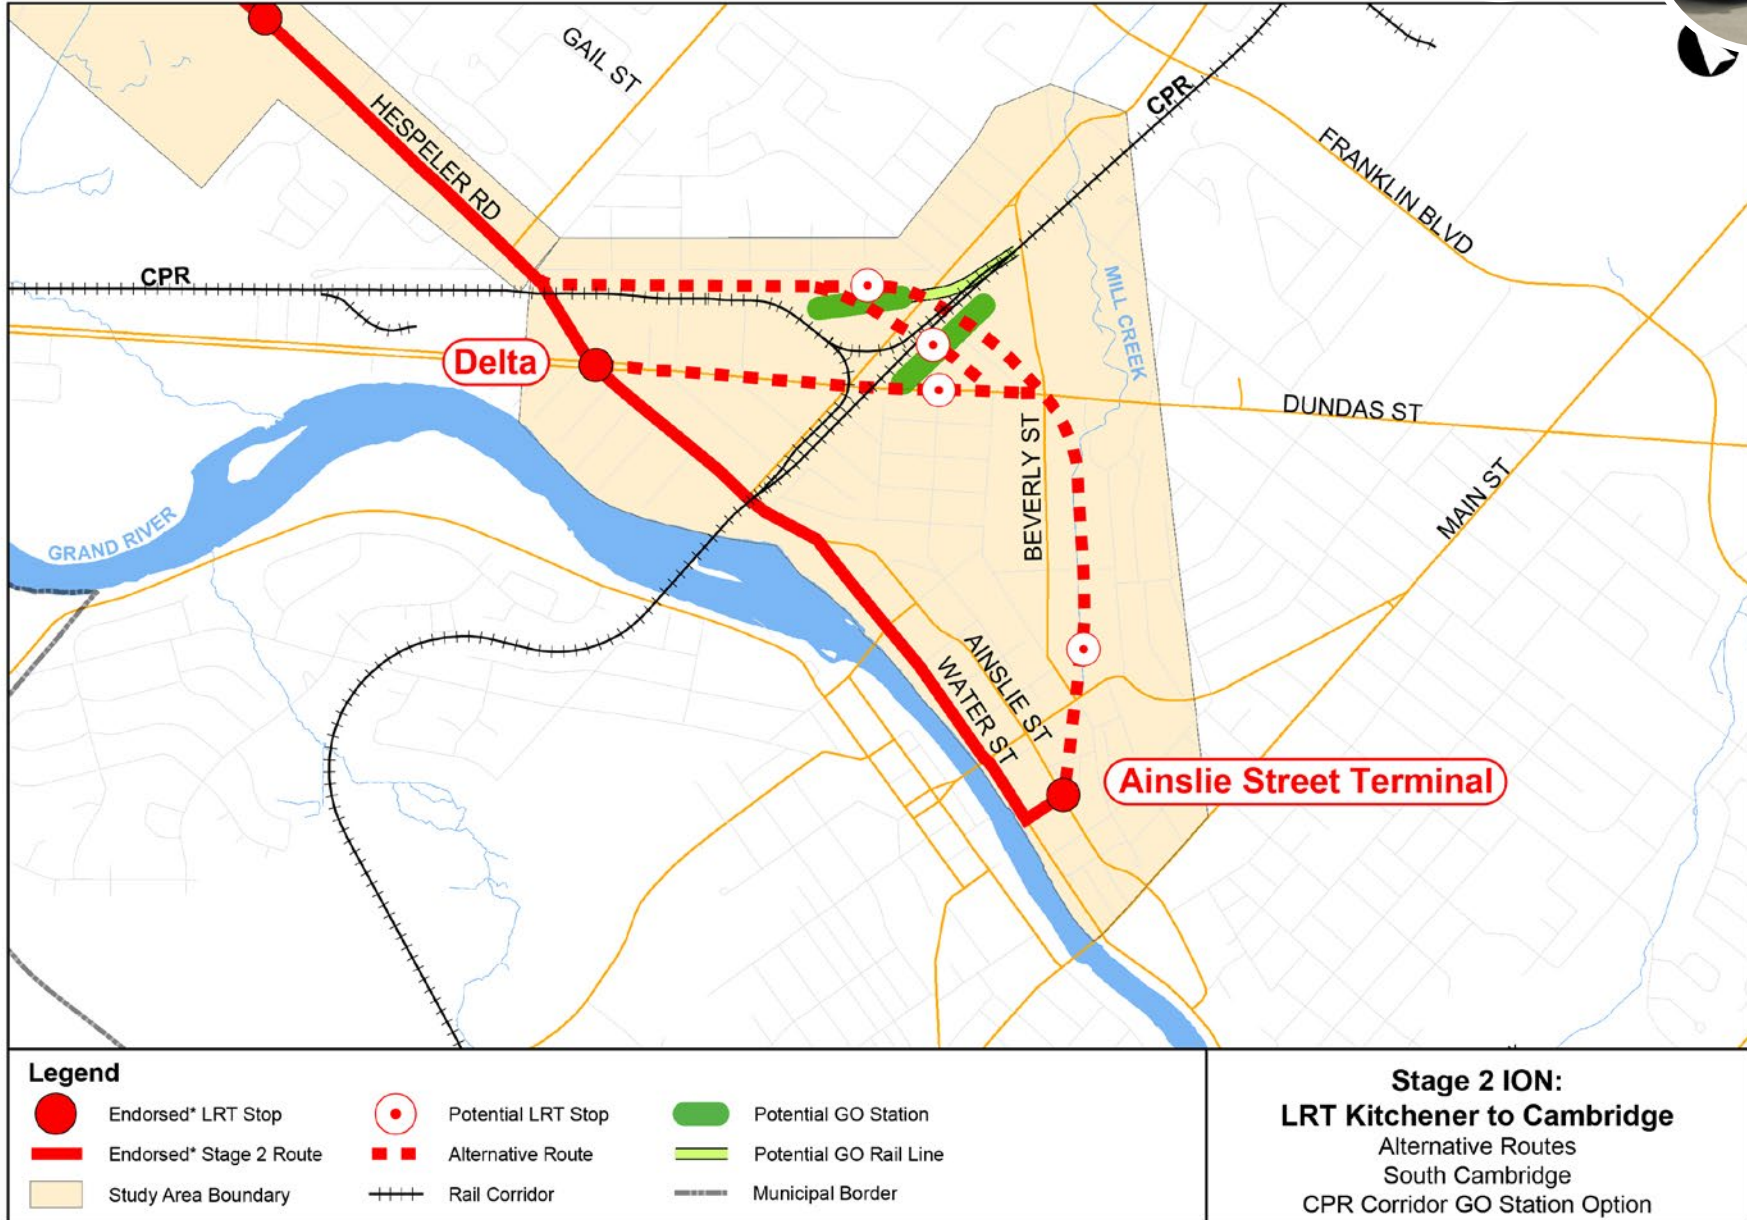 GAIL ST
CPR
HESPELER RD
FRANKLIN BLVD
CPR
MILL CREEK
Delta
DUNDAS ST
BEVERLY ST
MAIN ST
GRAND RIVER
AINSLIE ST
WATER ST
Ainslie Street Terminal
Legend
Endorsed* LRT Stop
Potential LRT Stop
Potential GO Station
Endorsed* Stage 2 Route
Alternative Route
Potential GO Rail Line
Study Area Boundary
Rail Corridor
Municipal Border
Stage 2 ION:
LRT Kitchener to Cambridge
Alternative Routes
South Cambridge
CPR Corridor GO Station Option